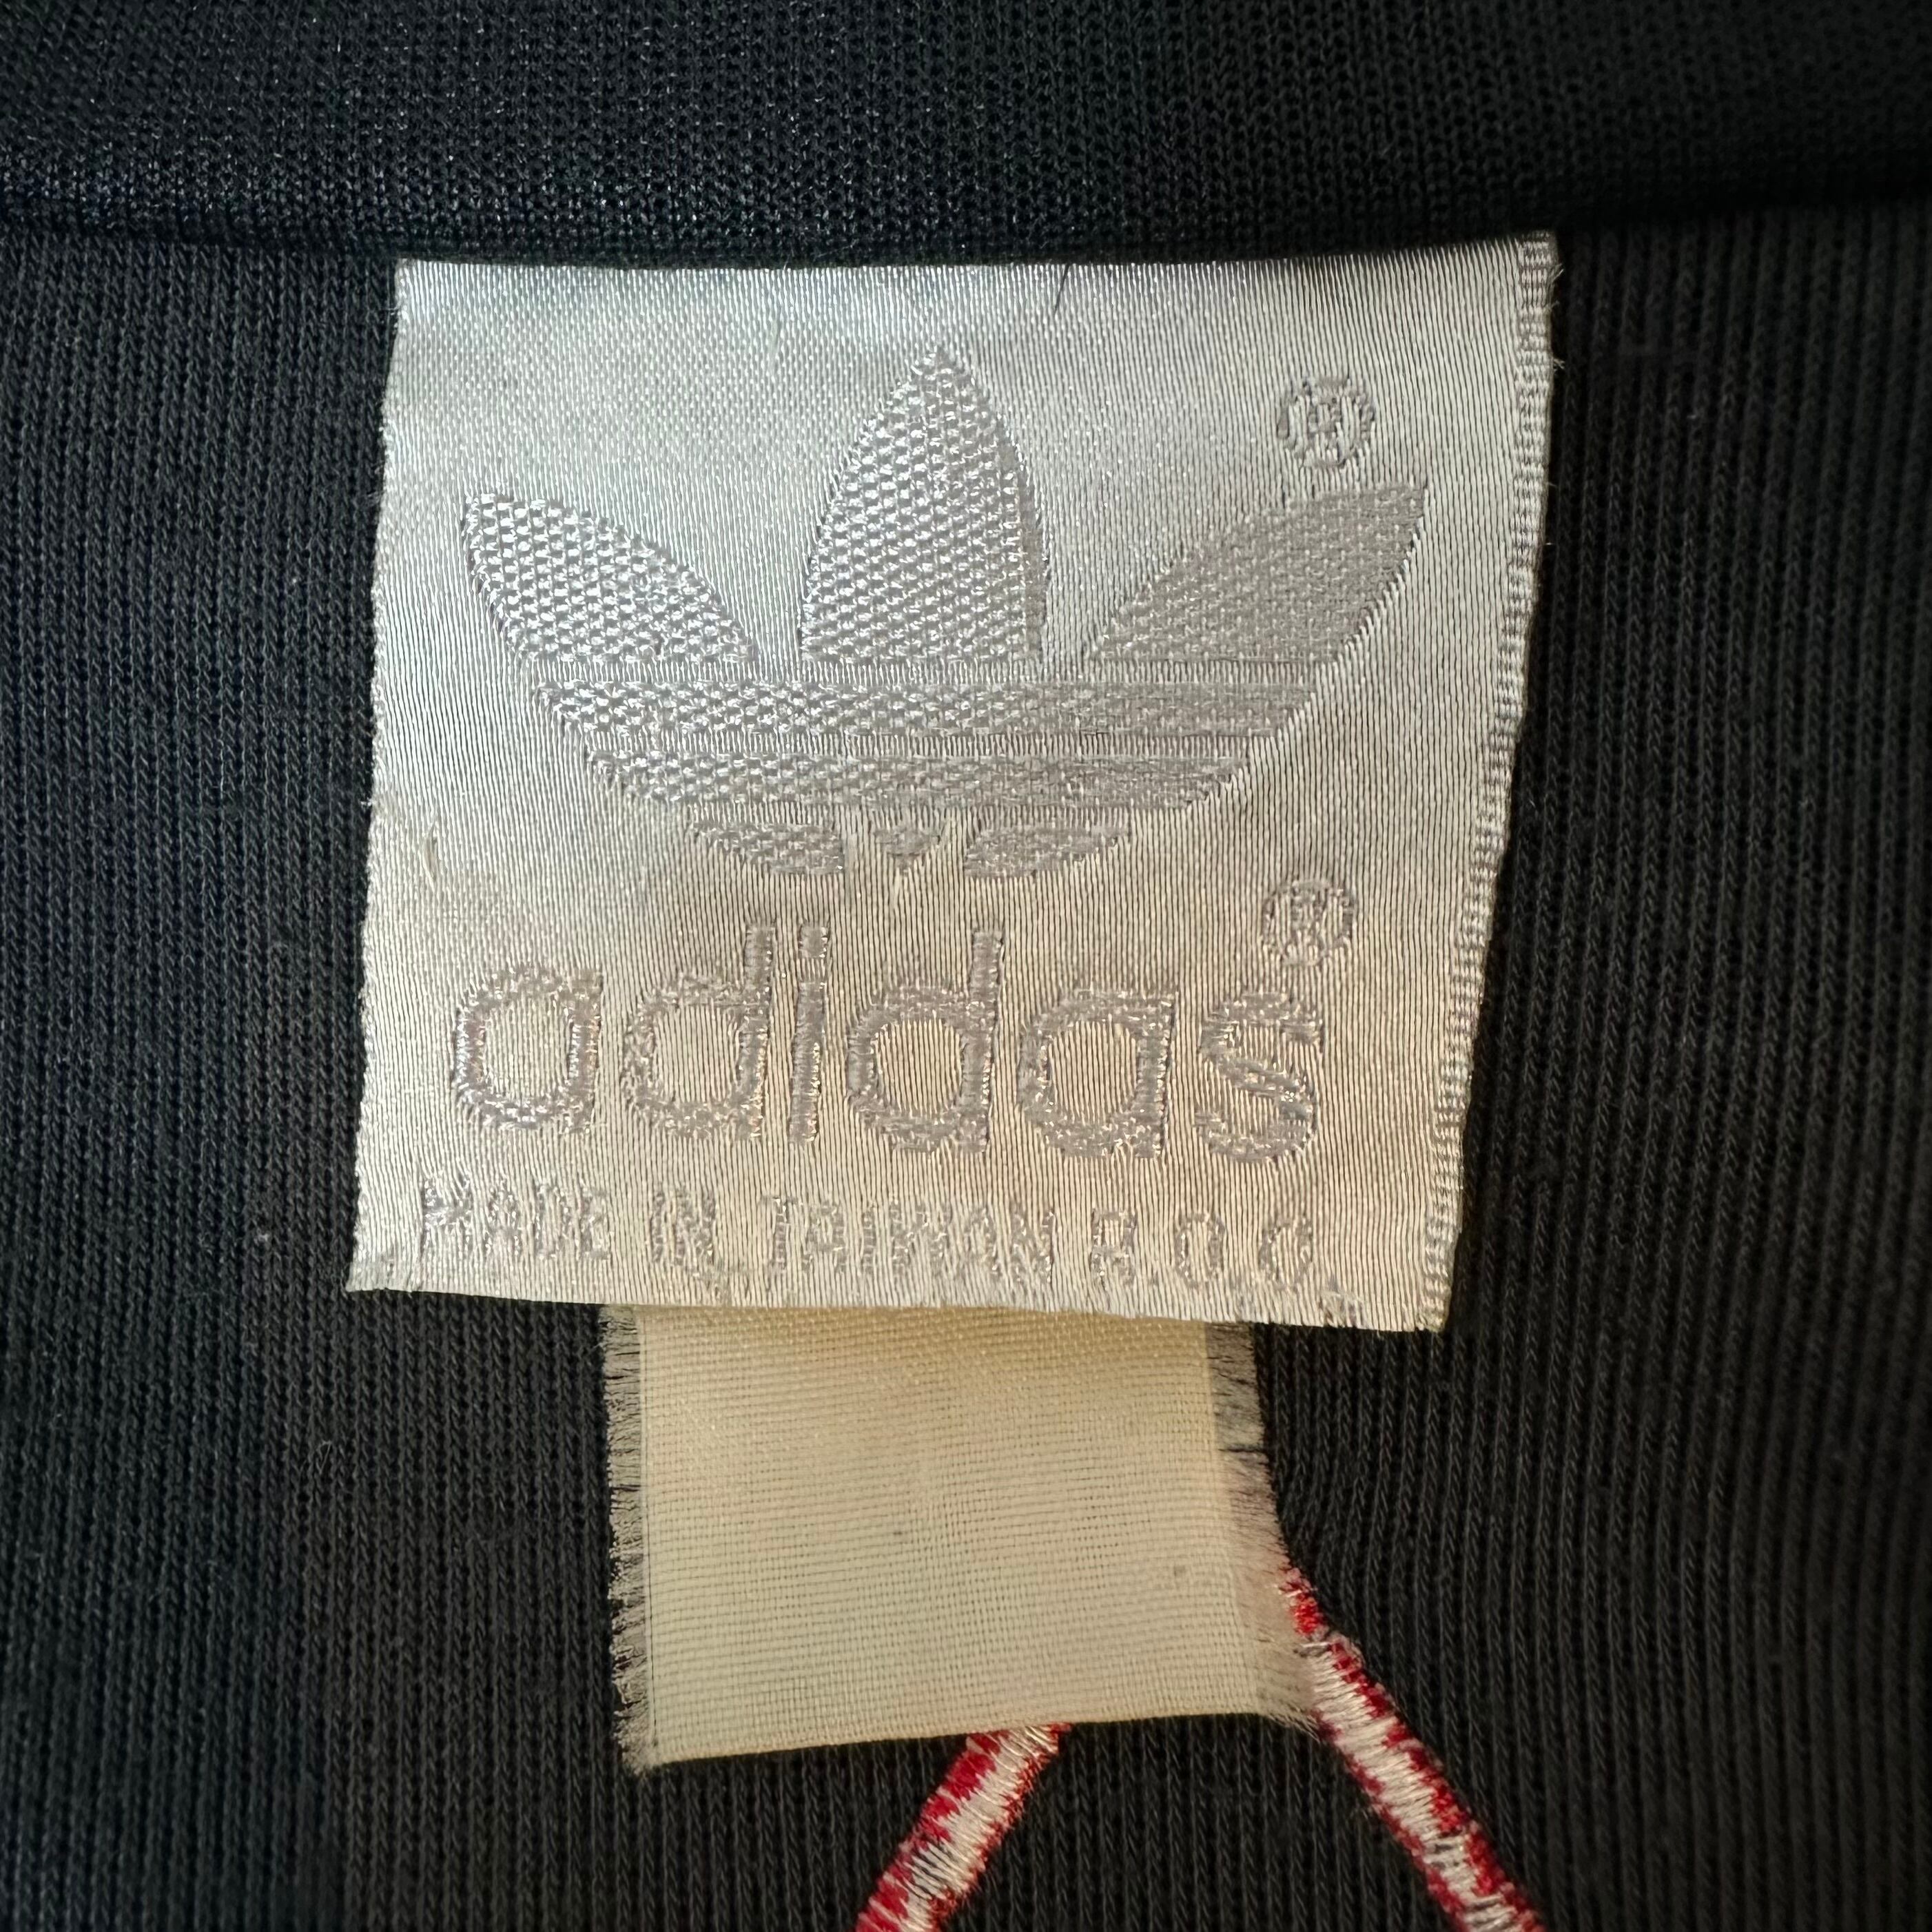 ®
adidas®
MADE IN TAIWAN R.O.C.